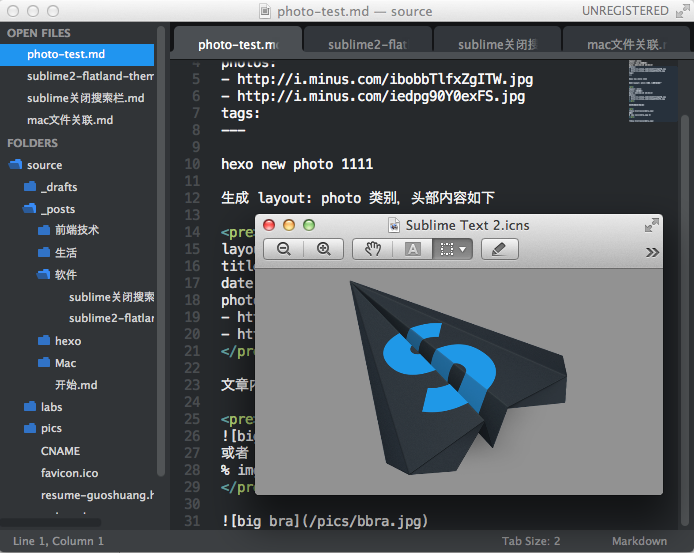 photo-test.md — source
UNREGISTERED
OPEN FILES
photo-test.md
sublime2-flatland-them
sublime关闭搜索栏.md
mac文件关联.md
FOLDERS
source
_drafts
_posts
前端技术
生活
软件
sublime关闭搜索
sublime2-flatlan
hexo
Mac
开始.md
labs
pics
CNAME
favicon.ico
resume-guoshuang.h
photo-test.m
sublime2-flat
sublime关闭搜
mac文件关联.r
4 photos:
5 - http://i.minus.com/ibobbTlfxZgITW.jpg
6 - http://i.minus.com/iedpg90Y0exFS.jpg
7 tags:
8 ---
9
10 hexo new photo 1111
11
12 生成 layout: photo 类别，头部内容如下
13
14 <pre
15 layou
16 title
17 date
18 phot
19 - ht
20 - ht
21 </pr
22
23 文章内
24
25 <pre
26 ![big
27 或者
28 % im
29 </pr
30
31 ![big bra](/pics/bbra.jpg)
Sublime Text 2.icns
A
S
Line 1, Column 1
Tab Size: 2
Markdown